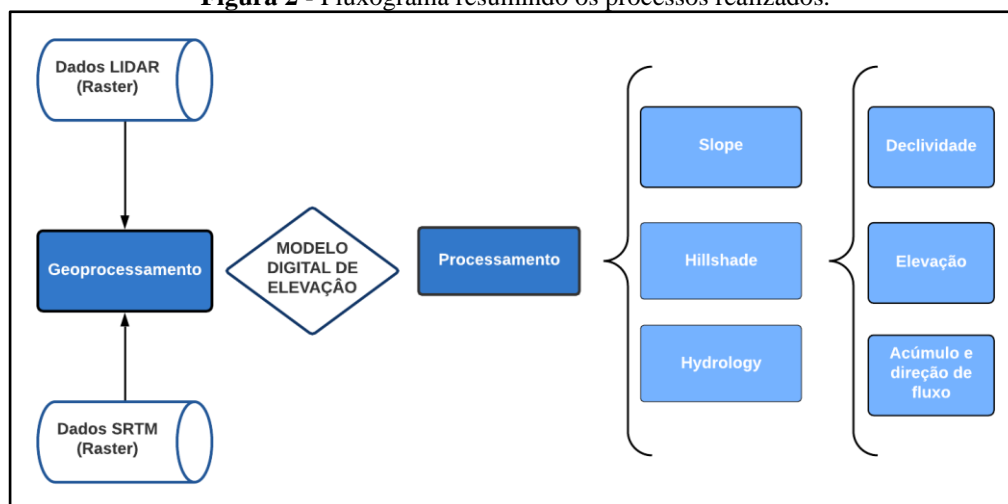 Figura 2 - Fluxograma resumindo os processos realizados.
Dados LIDAR
(Raster)
Geoprocessamento
Dados SRTM
(Raster)
MODELO
DIGITAL DE
ELEVAÇÂO
Processamento
Slope
Hillshade
Hydrology
Declividade
Elevação
Acúmulo e
direção de
fluxo